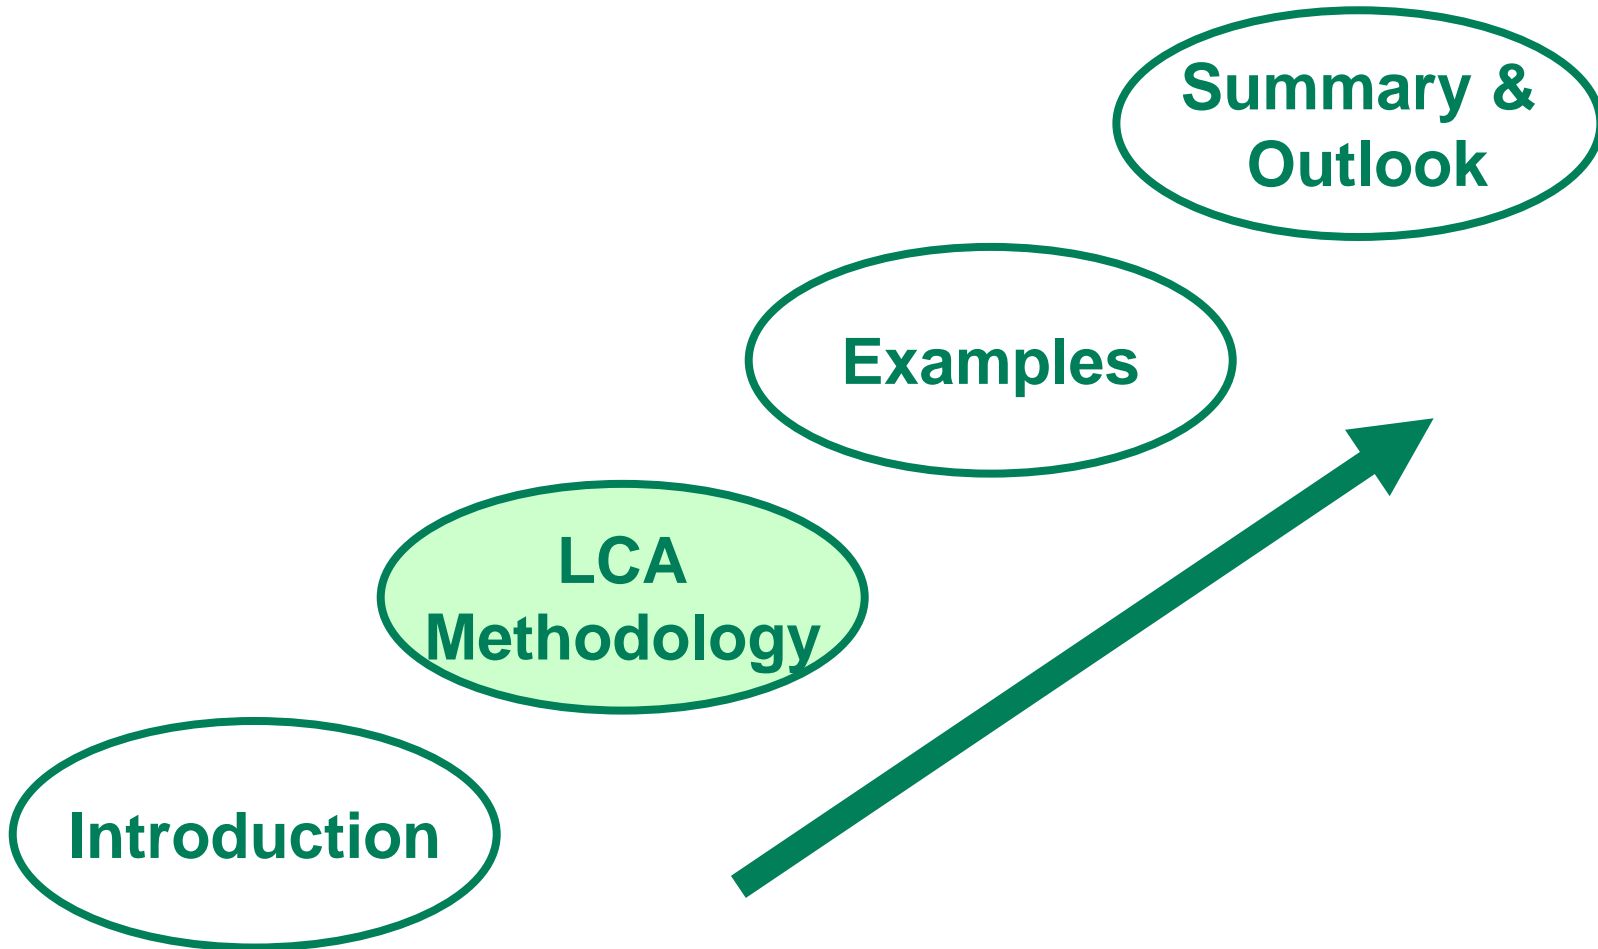 Summary &
Outlook
Examples
LCA
Methodology
Introduction